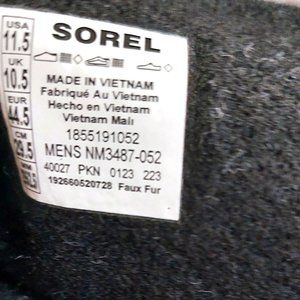 USA
11.5
UK
10.5
EUR
44.5
CM
29.5
SOREL
MADE IN VIETNAM
Fabriqué Au Vietnam
Hecho en Vietnam
Vietnam Malı
1855191052
MENS NM3487-052
40027 PKN 0123 223
192660520728 Faux Fur